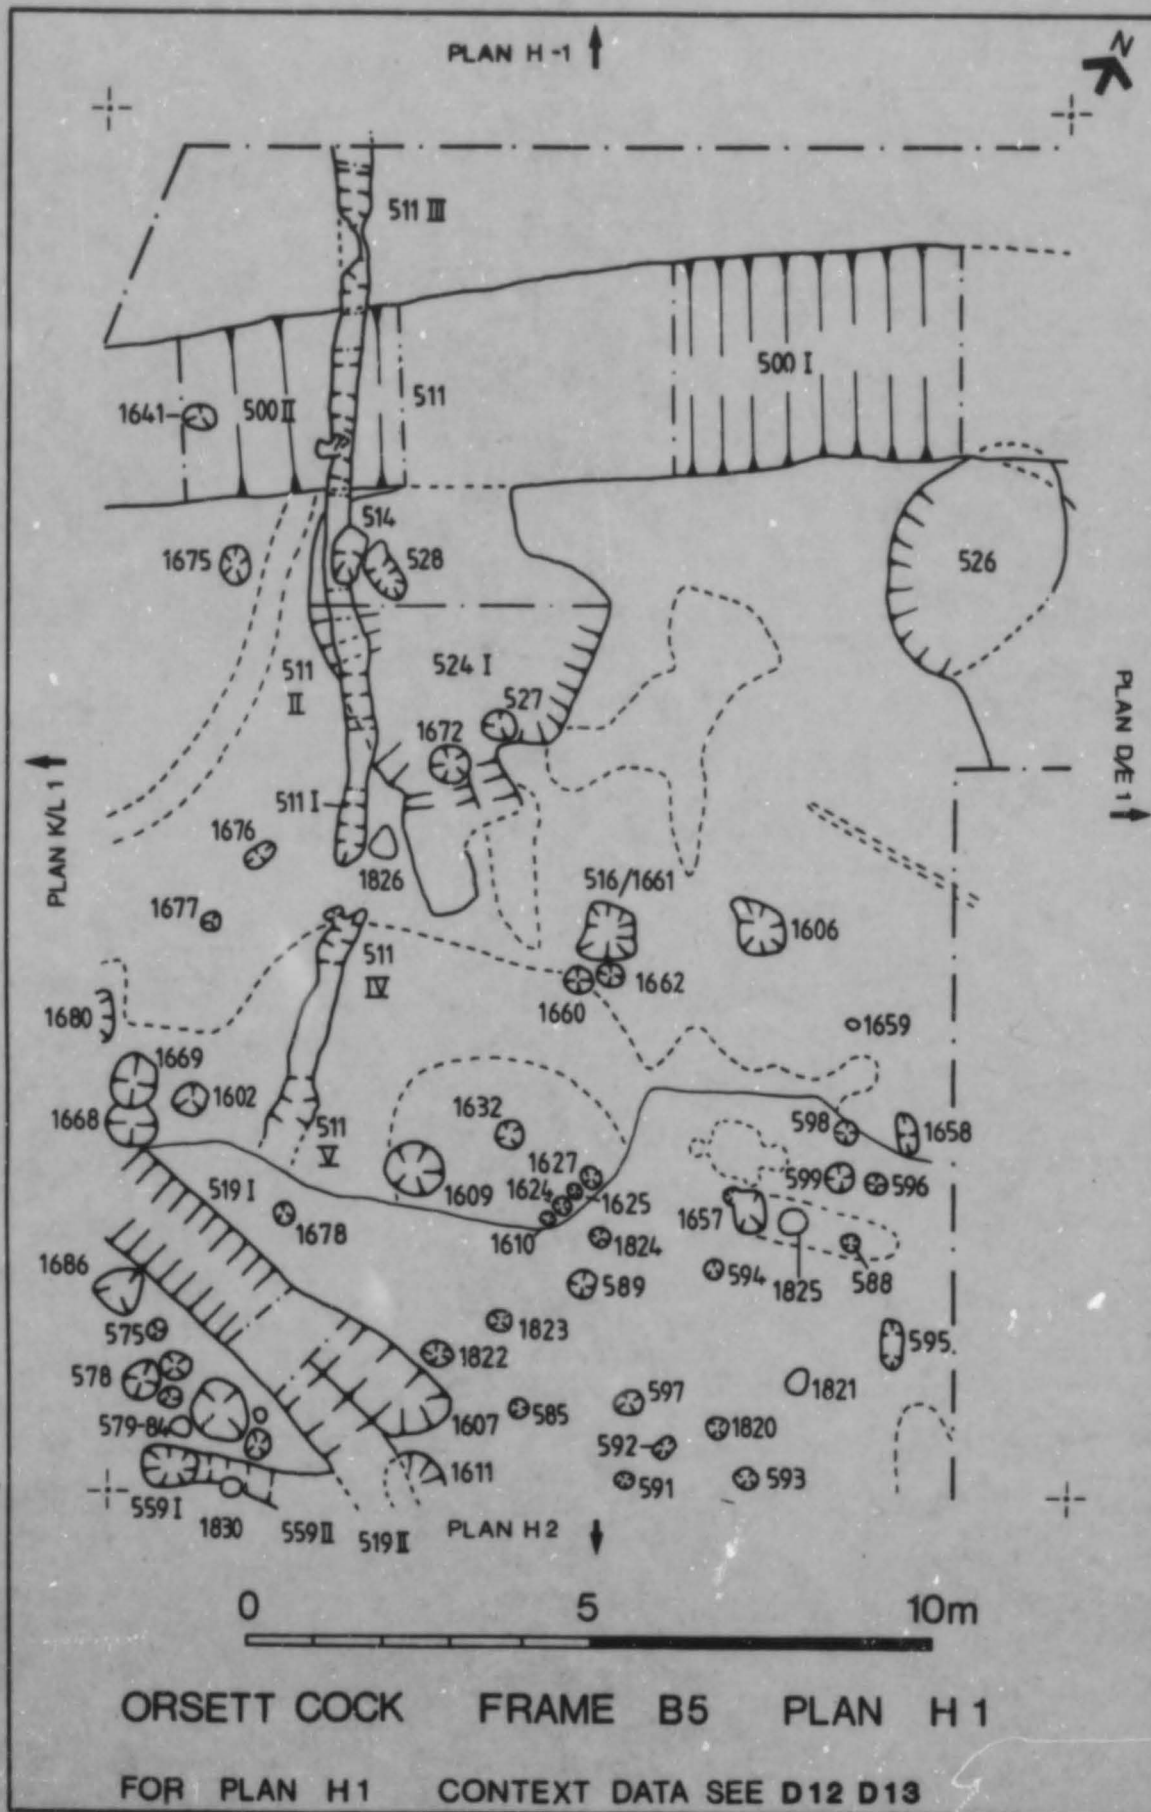 PLAN H-1
N
511 III
500 I
511
1641
500 II
514
528
1675
526
524 I
511
II
527
1672
PLAN D/E 1
PLAN K/L 1
511 I
1676
1826
516/1661
1677
1606
511
IV
1662
1660
1680
1659
1669
1602
1632
1668
511
V
598
1658
1627
599
596
519 I
1609
1624
1625
1657
1678
1610
1824
1686
594
1825
588
589
575
1823
595
1822
578
597
1821
1607
585
579-84
1820
592
1611
591
593
559 I
1830
559 II
519 II
PLAN H2
0 5 10m
ORSETT COCK FRAME B5 PLAN H 1
FOR PLAN H1 CONTEXT DATA SEE D12 D13